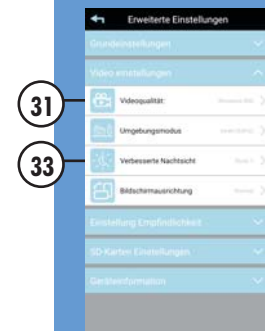 Erweiterte Einstellungen
Grundeinstellungen
Video einstellungen
31
Videoqualität:
Umgebungsmodus
33
Verbesserte Nachtsicht
Bildschirmausrichtung
Einstellung Empfindlichkeit
SD-Karten Einstellungen
Geräteinformation